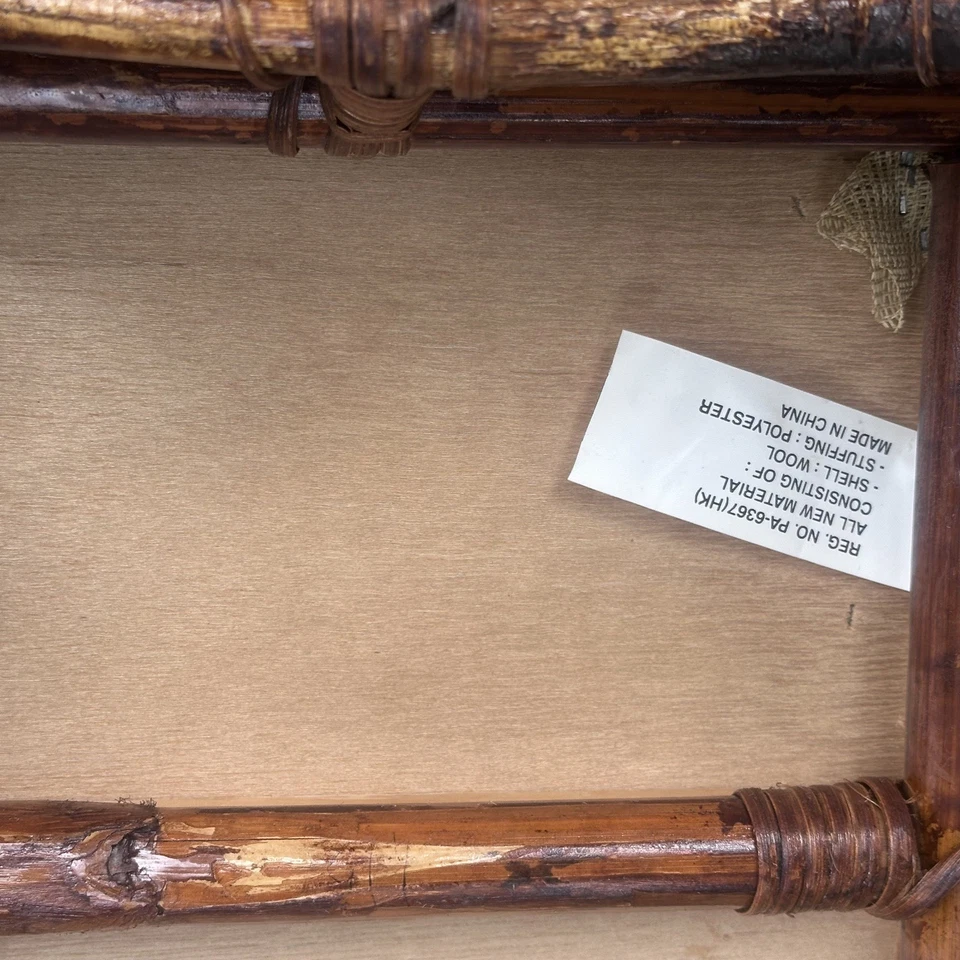 REG. NO. PA-6367(HK)
ALL NEW MATERIAL
CONSISTING OF :
- SHELL : WOOL
- STUFFING : POLYESTER
MADE IN CHINA